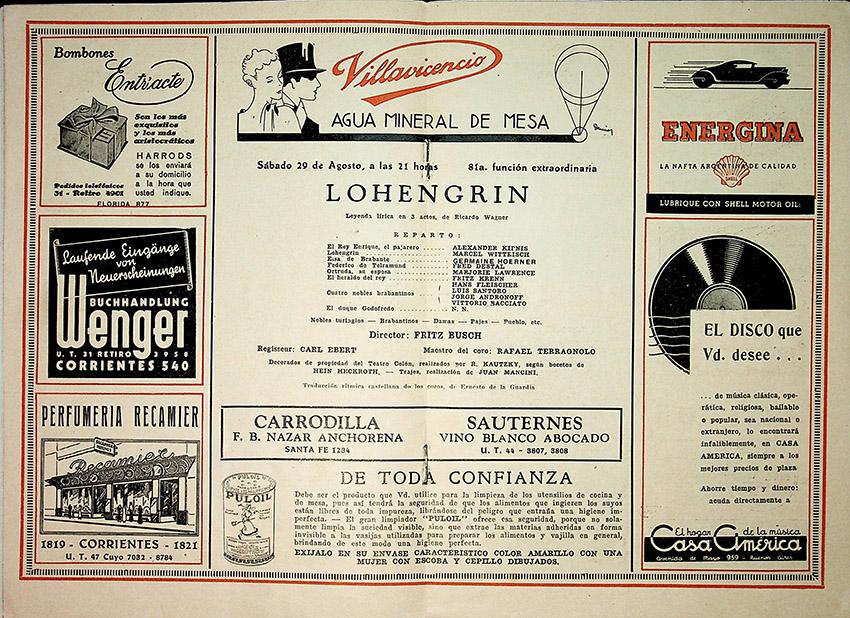 Bombones
Entriacte
Son los más
exquisitos
y los más
aristocráticos
HARRODS
se los enviará
a su domicilio
a la hora que
usted indique.
Pedidos telefónicos
31 - Retiro 4901
FLORIDA 877
Laufende Eingänge
von
Neuerscheinungen
BUCHHANDLUNG
Wenger
U. T. 31 RETIRO 3958
CORRIENTES 540
PERFUMERIA RECAMIER
Recamier
1819 - CORRIENTES - 1821
U. T. 47 Cuyo 7032 - 8784
Villavicencio
AGUA MINERAL DE MESA
Sábado 29 de Agosto, a las 21 horas 81a. función extraordinaria
LOHENGRIN
Leyenda lírica en 3 actos, de Ricardo Wagner
REPARTO:
El Rey Enrique, el pajarero ........ ALEXANDER KIPNIS
Lohengrin ........ MARCEL WITTRISCH
Elsa de Brabante ........ GERMAINE HOERNER
Federico de Telramund ........ FRED DESTAL
Ortruda, su esposa ........ MARJORIE LAWRENCE
El heraldo del rey ........ FRITZ KRENN
Cuatro nobles brabantinos ........ HANS FLEISCHER
LUIS SANTORO
JORGE ANDRONOFF
VITTORIO BACCIATO
El duque Godofredo ........ N. N.
Nobles turingios — Brabantinos — Damas — Pajes — Pueblo, etc.
Director: FRITZ BUSCH
Regisseur: CARL EBERT Maestro del coro: RAFAEL TERRAGNOLO
Decorados de propiedad del Teatro Colón, realizados por R. KAUTZKY, según bocetos de
HEIN HECKROTH. — Trajes, realización de JUAN MANCINI.
Traducción rítmica castellana de los coros, de Ernesto de la Guardia
CARRODILLA
F. B. NAZAR ANCHORENA
SANTA FE 1234
SAUTERNES
VINO BLANCO ABOCADO
U. T. 44 - 3807, 3808
DE TODA CONFIANZA
PULOIL
Debe ser el producto que Vd. utilice para la limpieza de los utensilios de cocina y
de mesa, pues así tendrá la seguridad de que los alimentos que ingieren los suyos
están libres de toda impureza, librándose del peligro que entraña una higiene im-
perfecta. — El gran limpiador "PULOIL" ofrece esa seguridad, porque no sola-
mente limpia la suciedad visible, sino que extrae las materias adheridas en forma
invisible a las vasijas utilizadas para preparar los alimentos y vajilla en general,
brindando de este modo una higiene perfecta.
EXIJALO EN SU ENVASE CARACTERISTICO COLOR AMARILLO CON UNA
MUJER CON ESCOBA Y CEPILLO DIBUJADOS.
ENERGINA
LA NAFTA ARGENTINA DE CALIDAD
SHELL
LUBRIQUE CON SHELL MOTOR OIL:
EL DISCO que
Vd. desee ...
... de música clásica, ope-
rática, religiosa, bailable
o popular, sea nacional o
extranjero, lo encontrará
infaliblemente, en CASA
AMERICA, siempre a los
mejores precios de plaza
Ahorre tiempo y dinero:
acuda directamente a
El hogar de la música
Casa América
Avenida de Mayo 959 - Buenos Aires